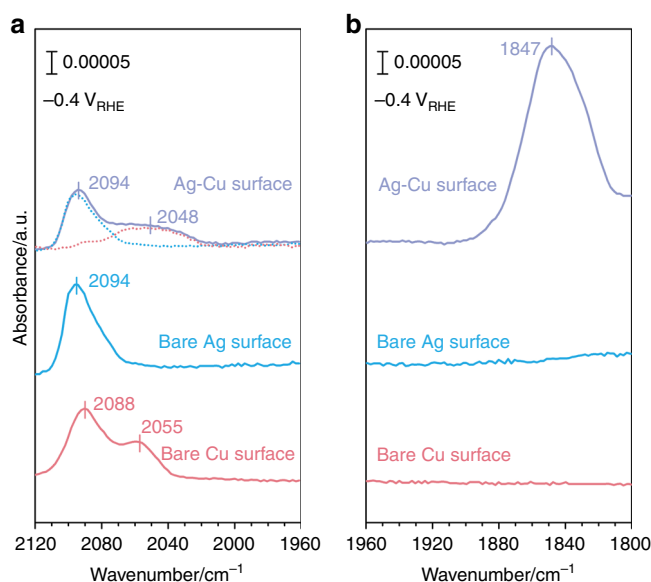 a
0.00005
−0.4 VRHE
2094
Ag-Cu surface
2048
2094
Bare Ag surface
2088
2055
Bare Cu surface
Absorbance/a.u.
2120 2080 2040 2000 1960
Wavenumber/cm−1
b
1847
0.00005
−0.4 VRHE
Ag-Cu surface
Bare Ag surface
Bare Cu surface
1960 1920 1880 1840 1800
Wavenumber/cm−1